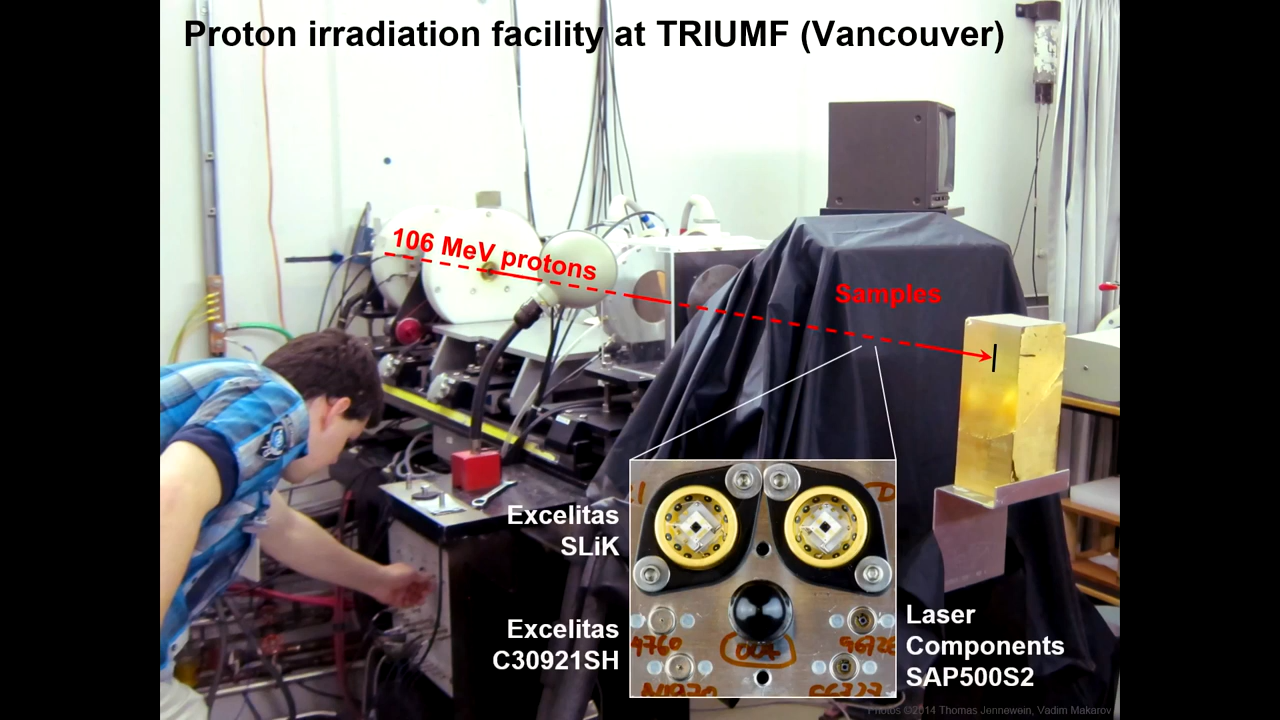 Proton irradiation facility at TRIUMF (Vancouver)
106 MeV protons
Samples
Excelitas
SLiK
Excelitas
C30921SH
Laser
Components
SAP500S2
Photos ©2014 Thomas Jennewein, Vadim Makarov